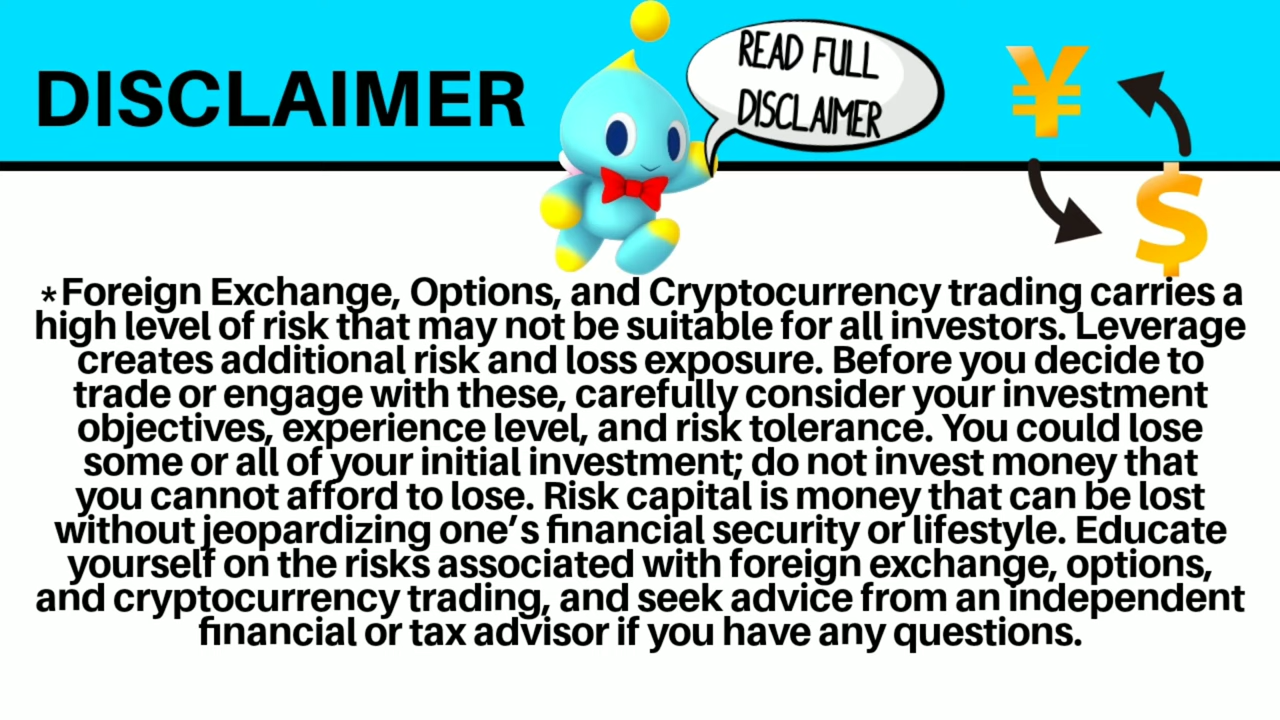 DISCLAIMER
READ FULL
DISCLAIMER
¥
$
*Foreign Exchange, Options, and Cryptocurrency trading carries a
high level of risk that may not be suitable for all investors. Leverage
creates additional risk and loss exposure. Before you decide to
trade or engage with these, carefully consider your investment
objectives, experience level, and risk tolerance. You could lose
some or all of your initial investment; do not invest money that
you cannot afford to lose. Risk capital is money that can be lost
without jeopardizing one’s financial security or lifestyle. Educate
yourself on the risks associated with foreign exchange, options,
and cryptocurrency trading, and seek advice from an independent
financial or tax advisor if you have any questions.